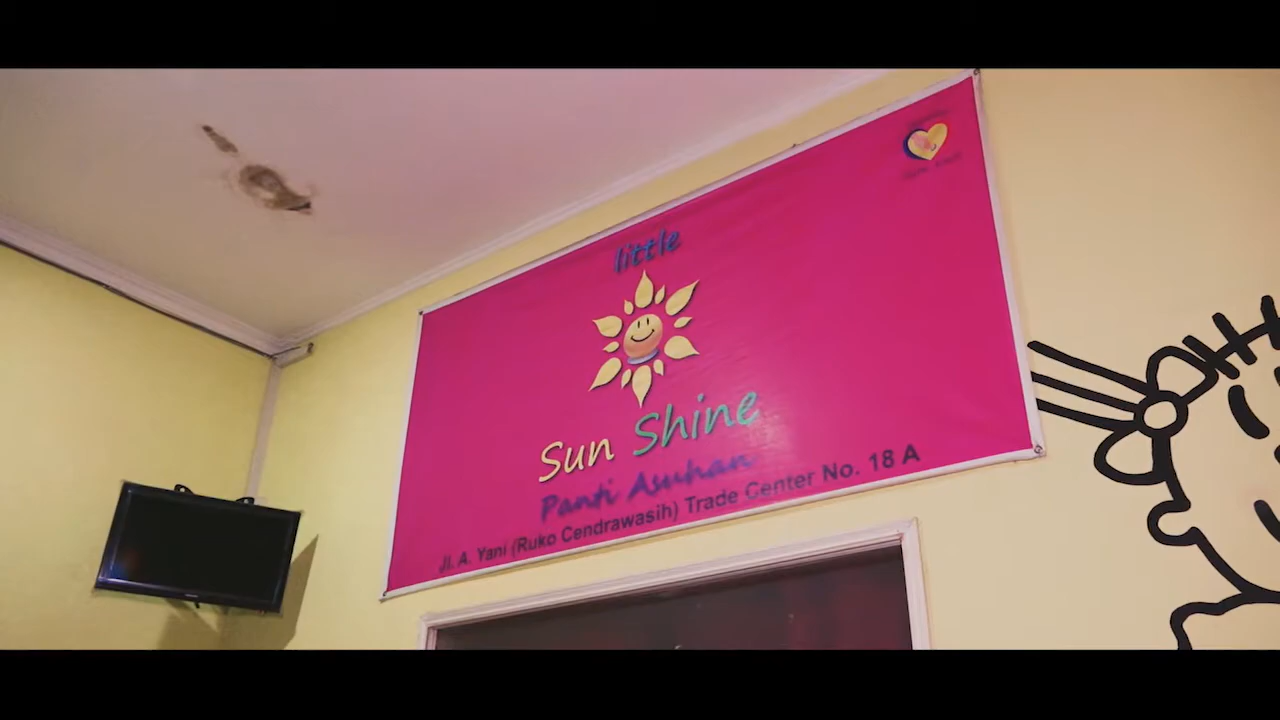 little
Sun Shine
Panti Asuhan
Jl. A. Yani (Ruko Cendrawasih) Trade Center No. 18 A